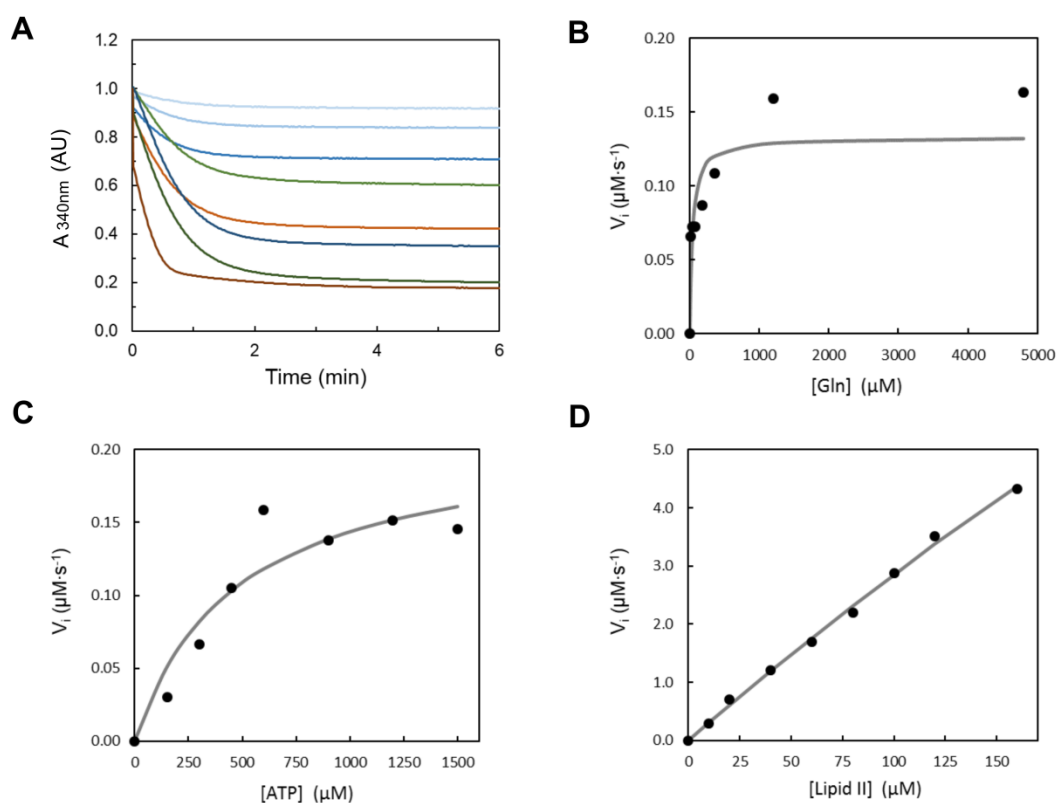 A
A 340nm (AU)
1.2
1.0
0.8
0.6
0.4
0.2
0.0
0 2 4 6
Time (min)
B
Vi (µM·s⁻¹)
0.20
0.15
0.10
0.05
0.00
0 1000 2000 3000 4000 5000
[Gln] (µM)
C
Vi (µM·s⁻¹)
0.20
0.15
0.10
0.05
0.00
0 250 500 750 1000 1250 1500
[ATP] (µM)
D
Vi (µM·s⁻¹)
5.0
4.0
3.0
2.0
1.0
0.0
0 25 50 75 100 125 150
[Lipid II] (µM)